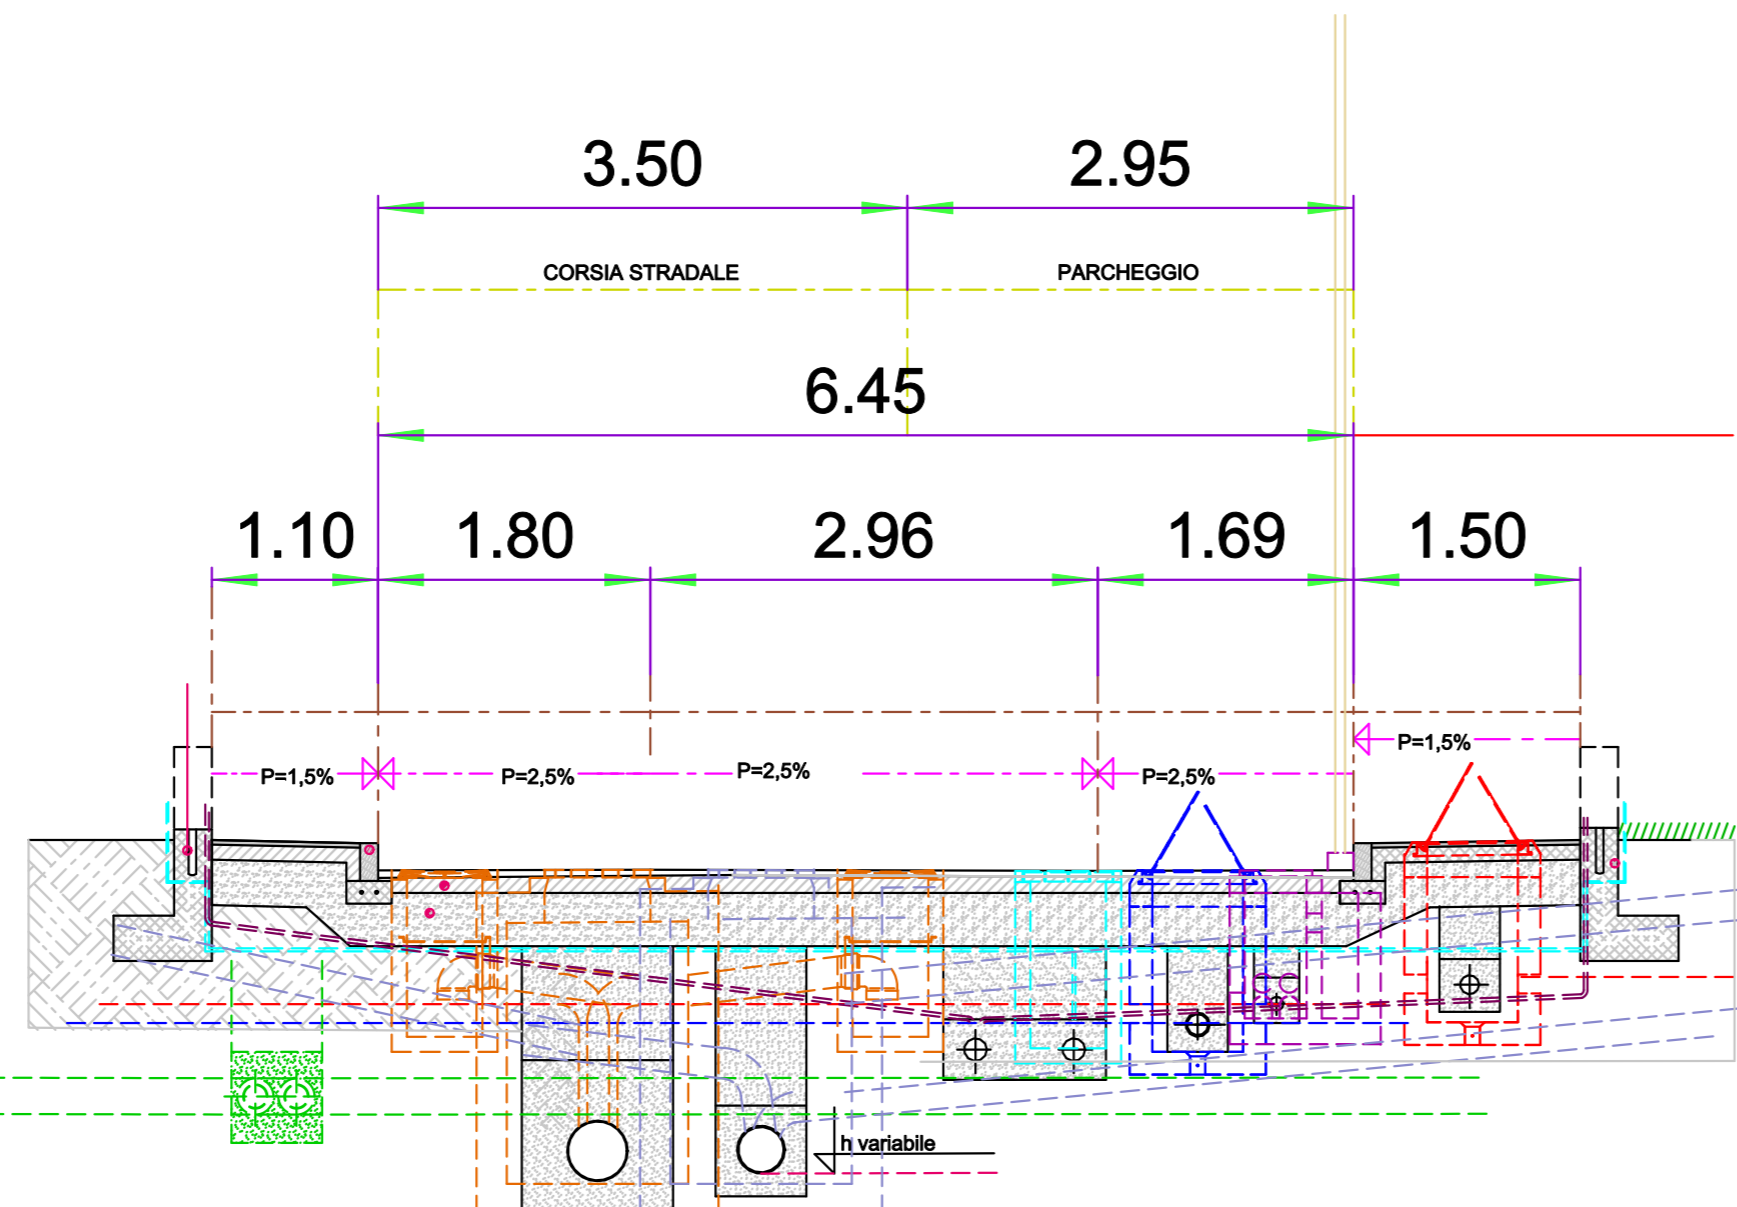 3.50 2.95
CORSIA STRADALE PARCHEGGIO
6.45
1.10 1.80 2.96 1.69 1.50
P=1,5%
P=1,5% P=2,5% P=2,5% P=2,5%
h variabile